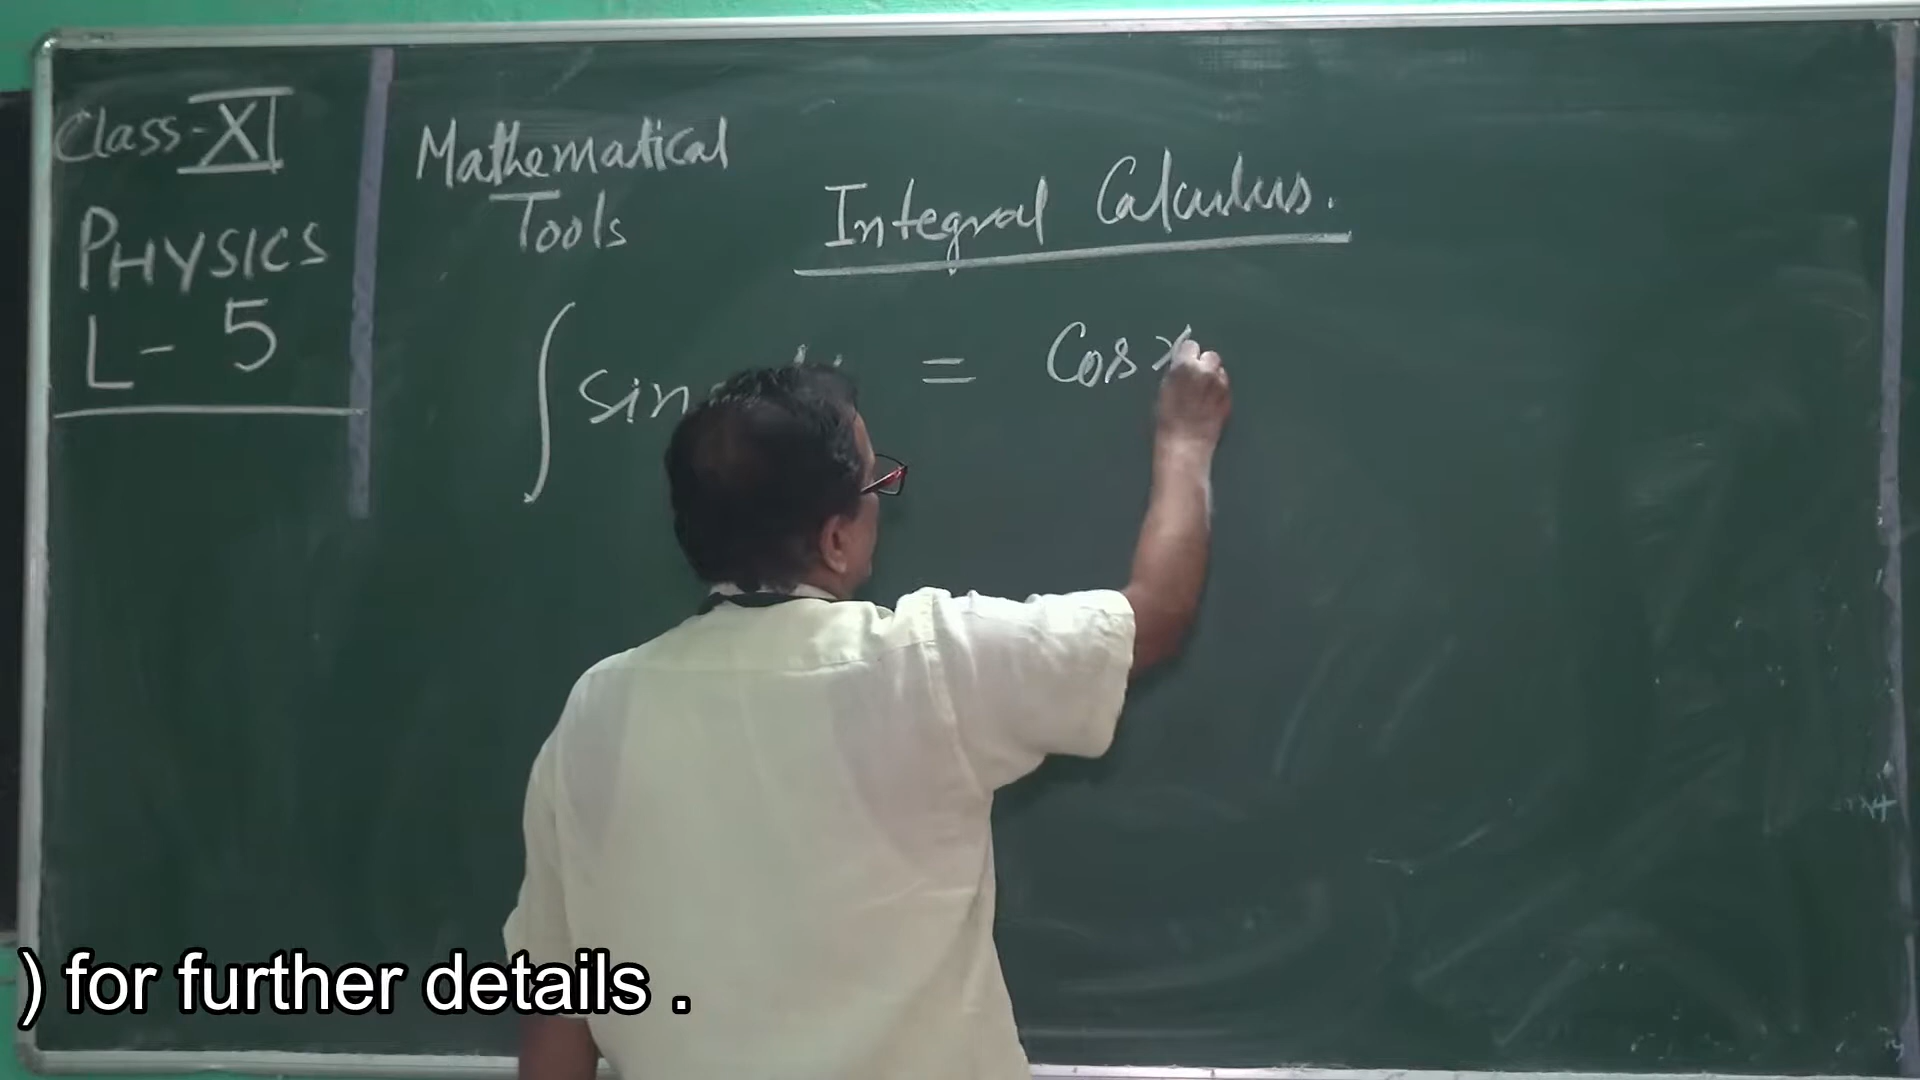 Class-XI
PHYSICS
L-5
Mathematical
Tools
Integral Calculus.
∫ sin = Cos x
) for further details .